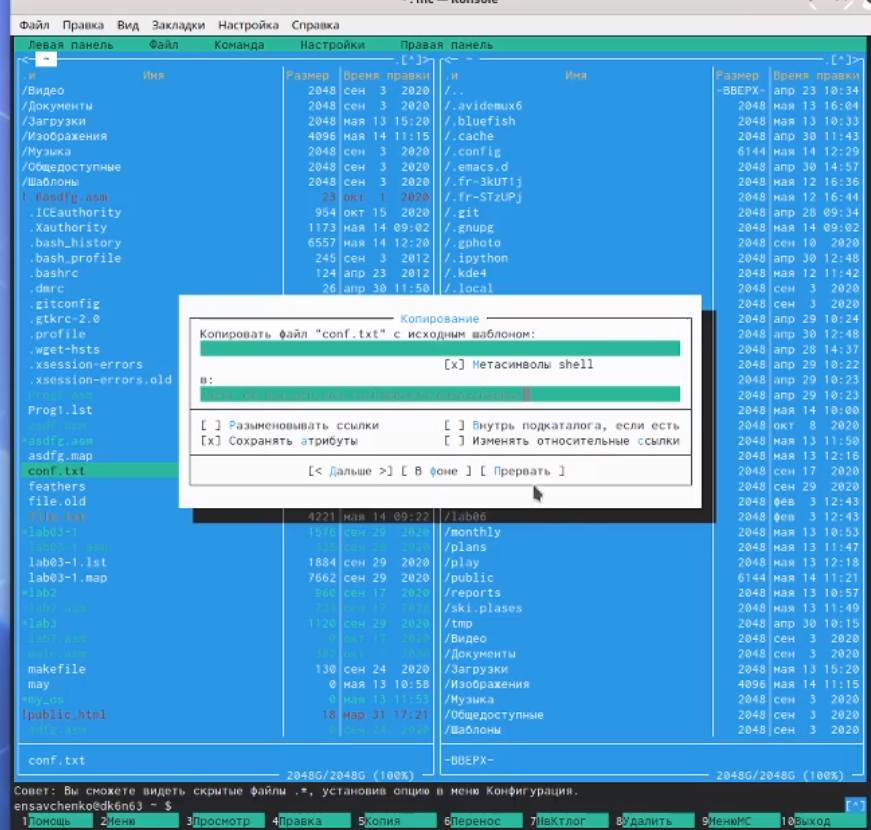 ~ : mc — Konsole
Файл Правка Вид Закладки Настройка Справка
Левая панель Файл Команда Настройки Правая панель
<─ ~ .[^]> <─ ~ .[^]>
.и Имя Размер Время правки .и Имя Размер Время правки
/Видео 2048 сен 3 2020 /.. -ВВЕРХ- апр 23 10:34
/Документы 2048 сен 3 2020 /.avidemux6 2048 мая 13 16:04
/Загрузки 2048 мая 13 15:20 /.bluefish 2048 мая 13 10:33
/Изображения 4096 мая 14 11:15 /.cache 2048 апр 30 11:43
/Музыка 2048 сен 3 2020 /.config 6144 мая 14 12:29
/Общедоступные 2048 сен 3 2020 /.emacs.d 2048 апр 30 14:57
/Шаблоны 2048 сен 3 2020 /.fr-3kUT1j 2048 мая 12 16:36
!.#asdfg.asm 23 окт 1 2020 /.fr-STzUPj 2048 мая 12 16:44
.ICEauthority 954 окт 15 2020 /.git 2048 апр 28 09:34
.Xauthority 1173 мая 14 09:02 /.gnupg 2048 мая 14 09:02
.bash_history 6557 мая 14 12:20 /.gphoto 2048 сен 10 2020
.bash_profile 245 сен 3 2012 /.ipython 2048 апр 30 12:48
.bashrc 124 апр 23 2012 /.kde4 2048 мая 12 11:42
.dmrc 26 апр 30 11:50 /.local 2048 сен 3 2020
.gitconfig 2048 сен 3 2020
.gtkrc-2.0 2048 апр 29 10:24
.profile 2048 апр 30 12:48
.wget-hsts 2048 апр 28 14:37
.xsession-errors 2048 апр 29 10:22
.xsession-errors.old 2048 апр 29 10:23
Prog1.asm 2048 апр 29 10:23
Prog1.lst 2048 мая 14 10:00
asdf.asm 2048 окт 8 2020
*asdfg.asm 2048 мая 13 11:50
asdfg.map 2048 мая 13 12:16
conf.txt 2048 сен 17 2020
feathers 2048 сен 29 2020
file.old 2048 фев 3 12:43
Копирование
Копировать файл "conf.txt" с исходным шаблоном:
[x] Метасимволы shell
в:
[ ] Разыменовывать ссылки [ ] Внутрь подкаталога, если есть
[x] Сохранять атрибуты [ ] Изменять относительные ссылки
[< Дальше >] [ В фоне ] [ Прервать ]
file.txt 4221 мая 14 09:22 /lab06 2048 фев 3 12:43
*lab03-1 1576 сен 29 2020 /monthly 2048 мая 13 10:53
lab03-1.asm сен 29 2020 /plans 2048 мая 13 11:47
lab03-1.lst 1884 сен 29 2020 /play 2048 мая 13 12:18
lab03-1.map 7662 сен 29 2020 /public 6144 мая 14 11:21
*lab2 960 сен 17 2020 /reports 2048 мая 13 10:57
lab2.asm сен 17 2020 /ski.plases 2048 мая 13 11:49
*lab3 1120 сен 29 2020 /tmp 2048 апр 30 10:15
0 окт 17 2020 /Видео 2048 сен 3 2020
2020 /Документы 2048 сен 3 2020
makefile 130 сен 24 2020 /Загрузки 2048 мая 13 15:20
may 0 мая 13 10:58 /Изображения 4096 мая 14 11:15
*my_os 0 мая 13 11:53 /Музыка 2048 сен 3 2020
!public_html 18 мар 31 17:21 /Общедоступные 2048 сен 3 2020
0 сен 24 2020 /Шаблоны 2048 сен 3 2020
conf.txt -ВВЕРХ-
2048G/2048G (100%) 2048G/2048G (100%)
Совет: Вы сможете видеть скрытые файлы .*, установив опцию в меню Конфигурация.
ensavchenko@dk6n63 ~ $ [^]
1Помощь 2Меню 3Просмотр 4Правка 5Копия 6Перенос 7НвКтлог 8Удалить 9МенюМС 10Выход